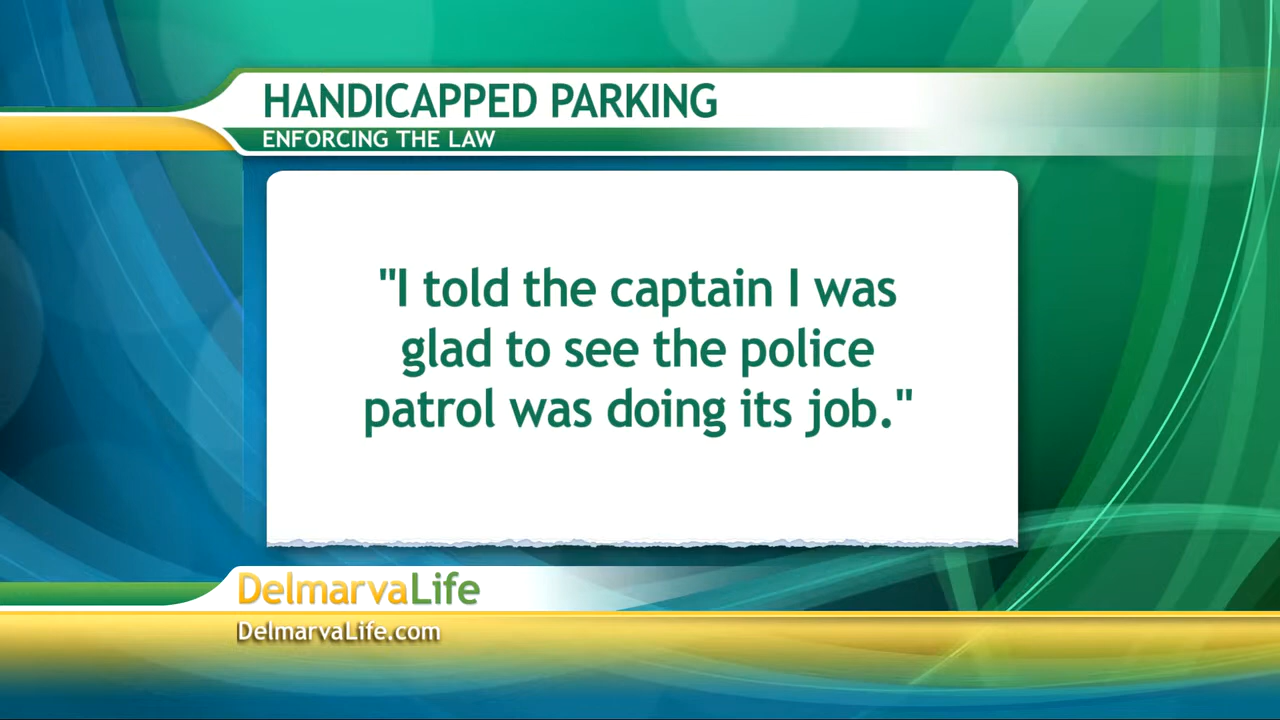 HANDICAPPED PARKING
ENFORCING THE LAW
"I told the captain I was
glad to see the police
patrol was doing its job."
DelmarvaLife
DelmarvaLife.com